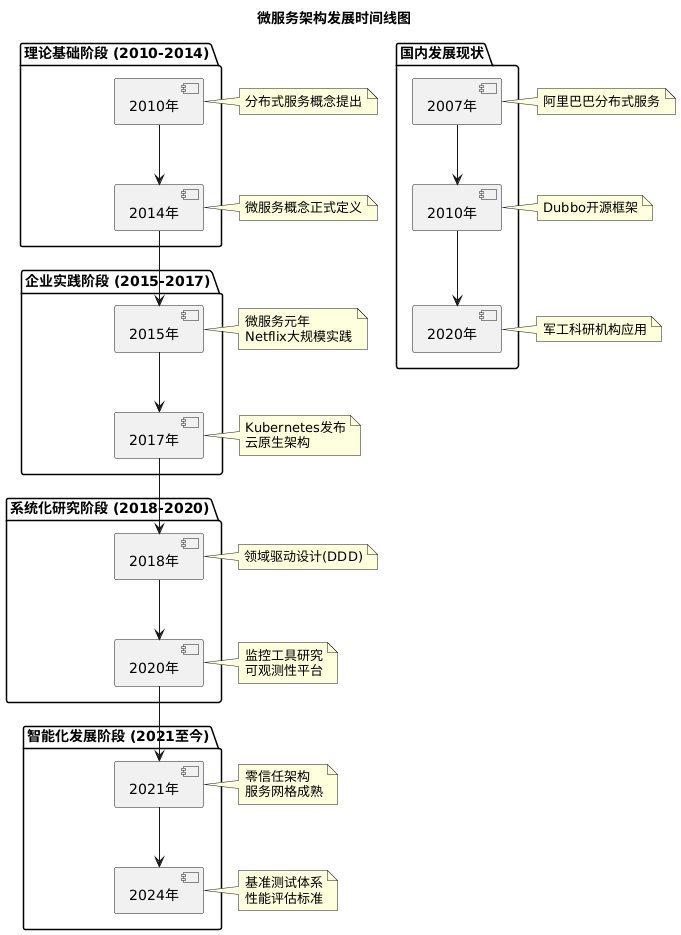 微服务架构发展时间线图
理论基础阶段 (2010-2014)
2010年
分布式服务概念提出
2014年
微服务概念正式定义
企业实践阶段 (2015-2017)
2015年
微服务元年
Netflix大规模实践
2017年
Kubernetes发布
云原生架构
系统化研究阶段 (2018-2020)
2018年
领域驱动设计(DDD)
2020年
监控工具研究
可观测性平台
智能化发展阶段 (2021至今)
2021年
零信任架构
服务网格成熟
2024年
基准测试体系
性能评估标准
国内发展现状
2007年
阿里巴巴分布式服务
2010年
Dubbo开源框架
2020年
军工科研机构应用